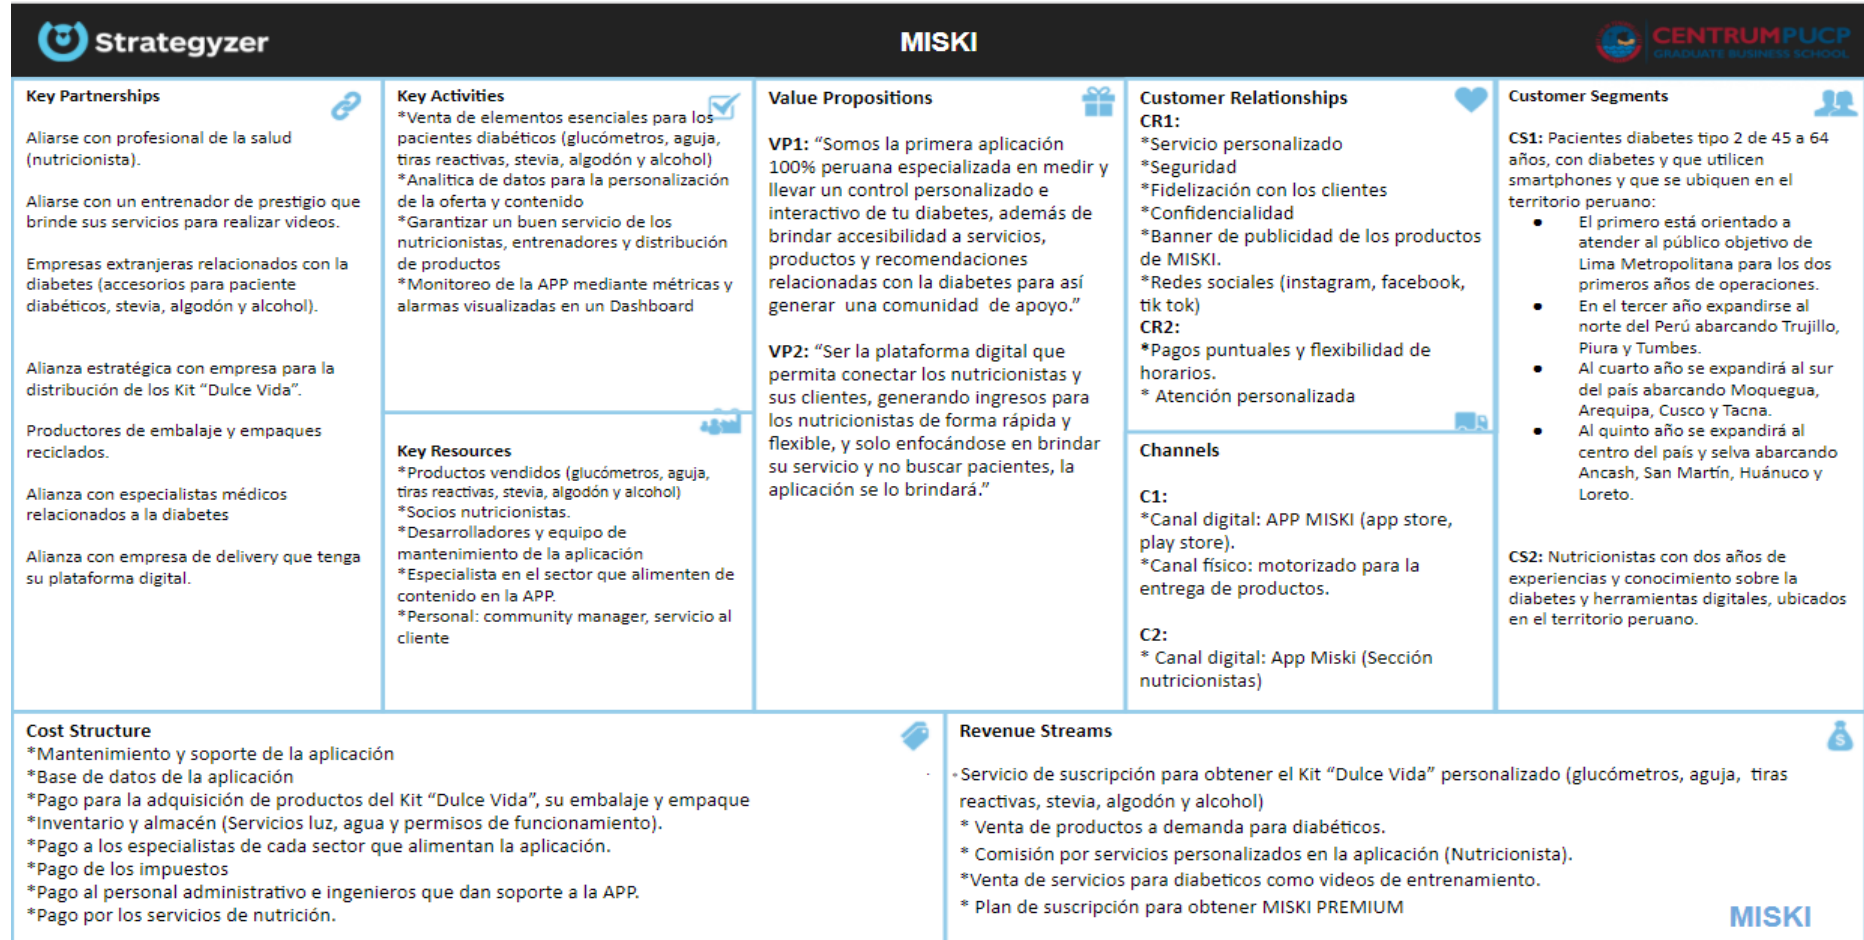 Strategyzer
MISKI
CENTRUMPUCP
GRADUATE BUSINESS SCHOOL
Key Partnerships
Aliarse con profesional de la salud
(nutricionista).
Aliarse con un entrenador de prestigio que
brinde sus servicios para realizar videos.
Empresas extranjeras relacionados con la
diabetes (accesorios para paciente
diabéticos, stevia, algodón y alcohol).
Alianza estratégica con empresa para la
distribución de los Kit “Dulce Vida”.
Productores de embalaje y empaques
reciclados.
Alianza con especialistas médicos
relacionados a la diabetes
Alianza con empresa de delivery que tenga
su plataforma digital.
Key Activities
*Venta de elementos esenciales para los
pacientes diabéticos (glucómetros, aguja,
tiras reactivas, stevia, algodón y alcohol)
*Analitica de datos para la personalización
de la oferta y contenido
*Garantizar un buen servicio de los
nutricionistas, entrenadores y distribución
de productos
*Monitoreo de la APP mediante métricas y
alarmas visualizadas en un Dashboard
Key Resources
*Productos vendidos (glucómetros, aguja,
tiras reactivas, stevia, algodón y alcohol)
*Socios nutricionistas.
*Desarrolladores y equipo de
mantenimiento de la aplicación
*Especialista en el sector que alimenten de
contenido en la APP.
*Personal: community manager, servicio al
cliente
Value Propositions
VP1: “Somos la primera aplicación
100% peruana especializada en medir y
llevar un control personalizado e
interactivo de tu diabetes, además de
brindar accesibilidad a servicios,
productos y recomendaciones
relacionadas con la diabetes para así
generar una comunidad de apoyo.”
VP2: “Ser la plataforma digital que
permita conectar los nutricionistas y
sus clientes, generando ingresos para
los nutricionistas de forma rápida y
flexible, y solo enfocándose en brindar
su servicio y no buscar pacientes, la
aplicación se lo brindará.”
Customer Relationships
CR1:
*Servicio personalizado
*Seguridad
*Fidelización con los clientes
*Confidencialidad
*Banner de publicidad de los productos
de MISKI.
*Redes sociales (instagram, facebook,
tik tok)
CR2:
*Pagos puntuales y flexibilidad de
horarios.
* Atención personalizada
Channels
C1:
*Canal digital: APP MISKI (app store,
play store).
*Canal físico: motorizado para la
entrega de productos.
C2:
* Canal digital: App Miski (Sección
nutricionistas)
Customer Segments
CS1: Pacientes diabetes tipo 2 de 45 a 64
años, con diabetes y que utilicen
smartphones y que se ubiquen en el
territorio peruano:
● El primero está orientado a
atender al público objetivo de
Lima Metropolitana para los dos
primeros años de operaciones.
● En el tercer año expandirse al
norte del Perú abarcando Trujillo,
Piura y Tumbes.
● Al cuarto año se expandirá al sur
del país abarcando Moquegua,
Arequipa, Cusco y Tacna.
● Al quinto año se expandirá al
centro del país y selva abarcando
Ancash, San Martín, Huánuco y
Loreto.
CS2: Nutricionistas con dos años de
experiencias y conocimiento sobre la
diabetes y herramientas digitales, ubicados
en el territorio peruano.
Cost Structure
*Mantenimiento y soporte de la aplicación
*Base de datos de la aplicación
*Pago para la adquisición de productos del Kit “Dulce Vida”, su embalaje y empaque
*Inventario y almacén (Servicios luz, agua y permisos de funcionamiento).
*Pago a los especialistas de cada sector que alimentan la aplicación.
*Pago de los impuestos
*Pago al personal administrativo e ingenieros que dan soporte a la APP.
*Pago por los servicios de nutrición.
Revenue Streams
*Servicio de suscripción para obtener el Kit “Dulce Vida” personalizado (glucómetros, aguja, tiras
reactivas, stevia, algodón y alcohol)
* Venta de productos a demanda para diabéticos.
* Comisión por servicios personalizados en la aplicación (Nutricionista).
*Venta de servicios para diabeticos como videos de entrenamiento.
* Plan de suscripción para obtener MISKI PREMIUM
MISKI